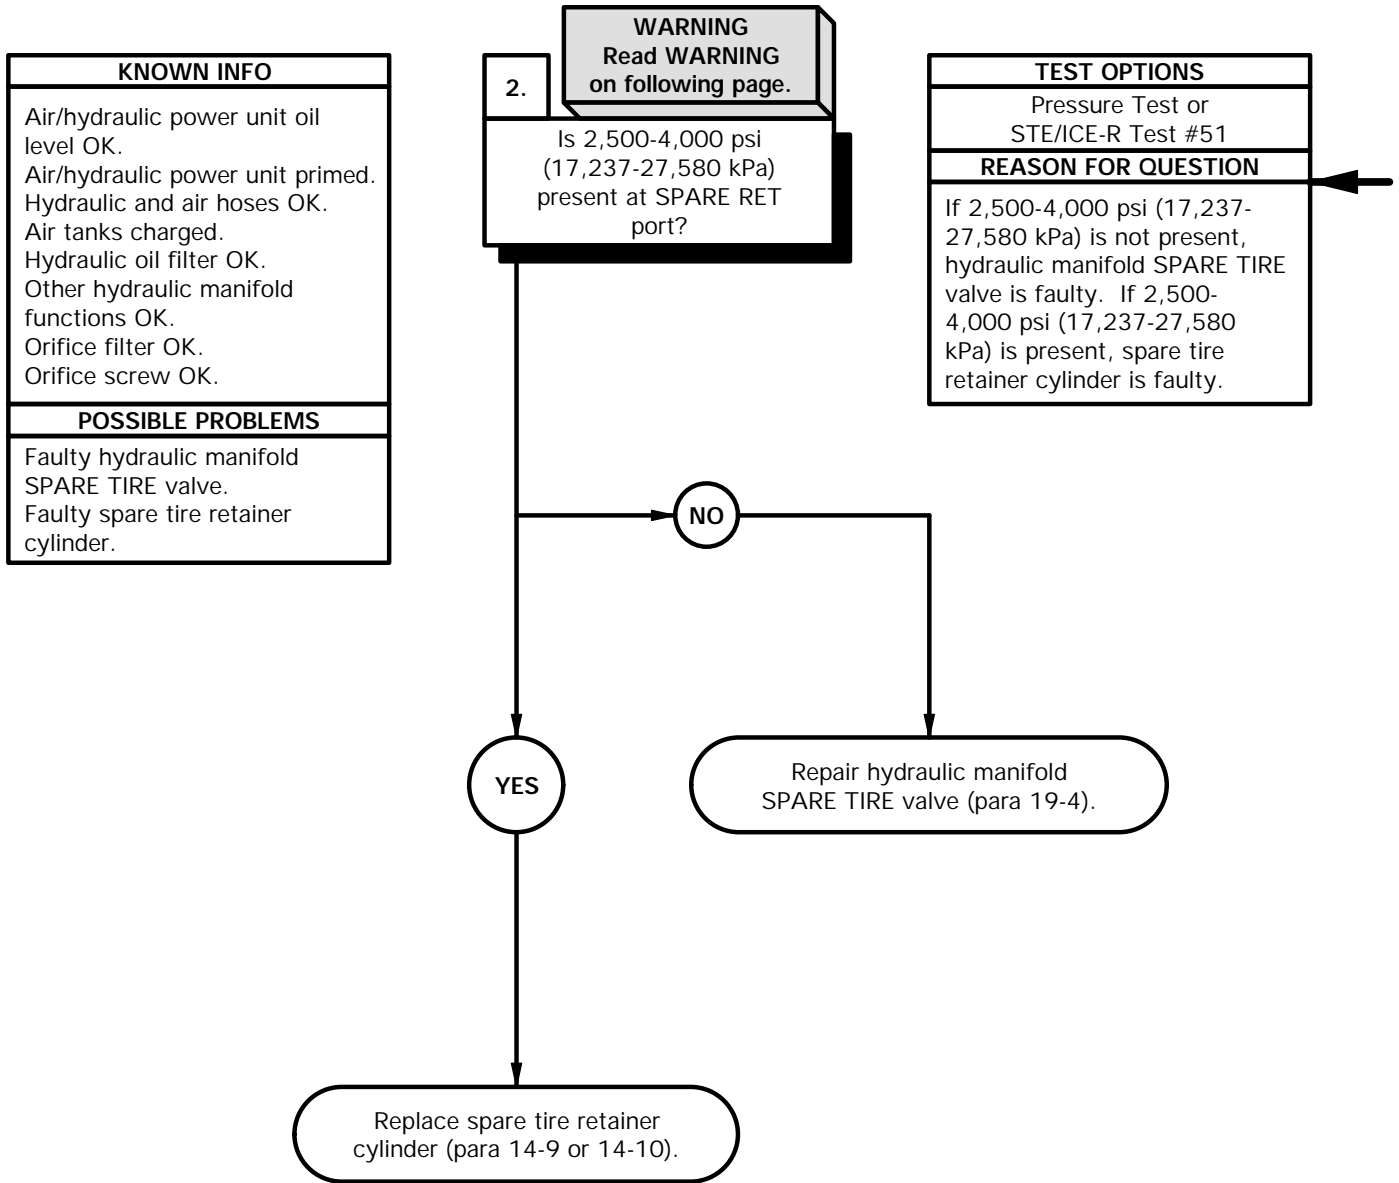 KNOWN INFO
Air/hydraulic power unit oil
level OK.
Air/hydraulic power unit primed.
Hydraulic and air hoses OK.
Air tanks charged.
Hydraulic oil filter OK.
Other hydraulic manifold
functions OK.
Orifice filter OK.
Orifice screw OK.
POSSIBLE PROBLEMS
Faulty hydraulic manifold
SPARE TIRE valve.
Faulty spare tire retainer
cylinder.
WARNING
Read WARNING
on following page.
2.
Is 2,500-4,000 psi
(17,237-27,580 kPa)
present at SPARE RET
port?
TEST OPTIONS
Pressure Test or
STE/ICE-R Test #51
REASON FOR QUESTION
If 2,500-4,000 psi (17,237-
27,580 kPa) is not present,
hydraulic manifold SPARE TIRE
valve is faulty.  If 2,500-
4,000 psi (17,237-27,580
kPa) is present, spare tire
retainer cylinder is faulty.
NO
YES
Repair hydraulic manifold
SPARE TIRE valve (para 19-4).
Replace spare tire retainer
cylinder (para 14-9 or 14-10).